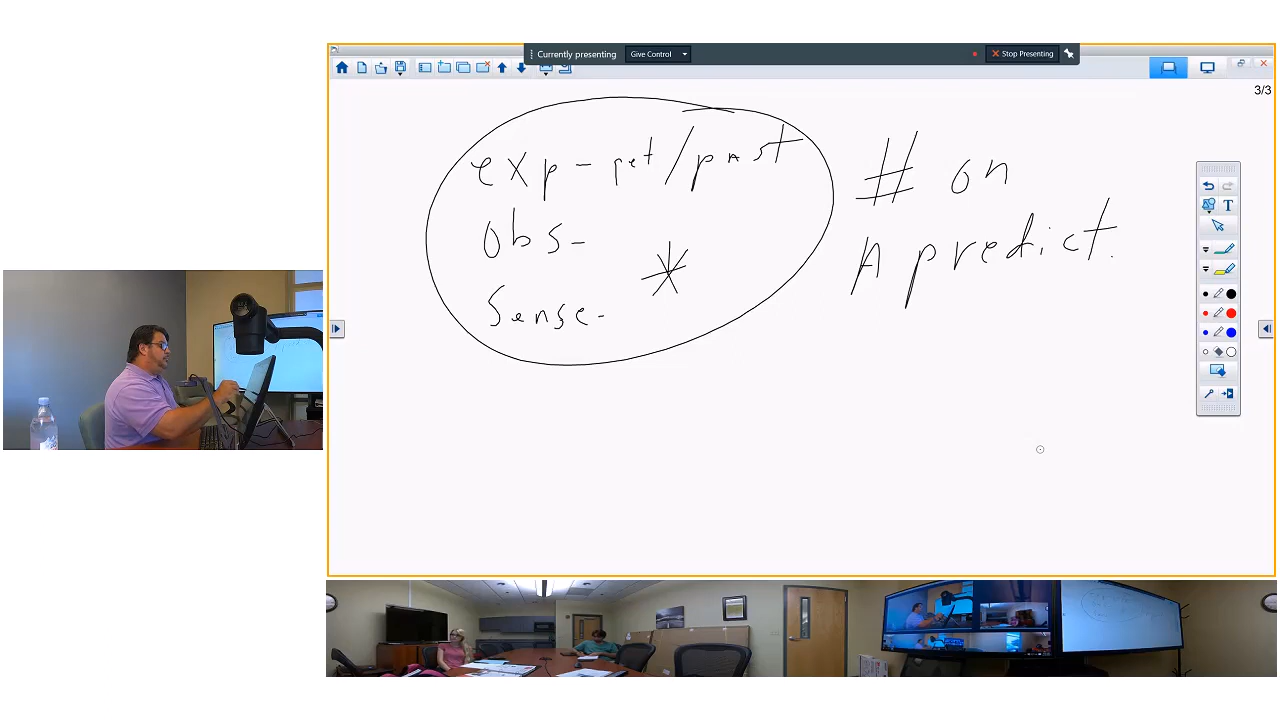 Currently presenting Give Control Stop Presenting
T
3/3
exp- pet/past
obs-
Sense-
# on
A predict.